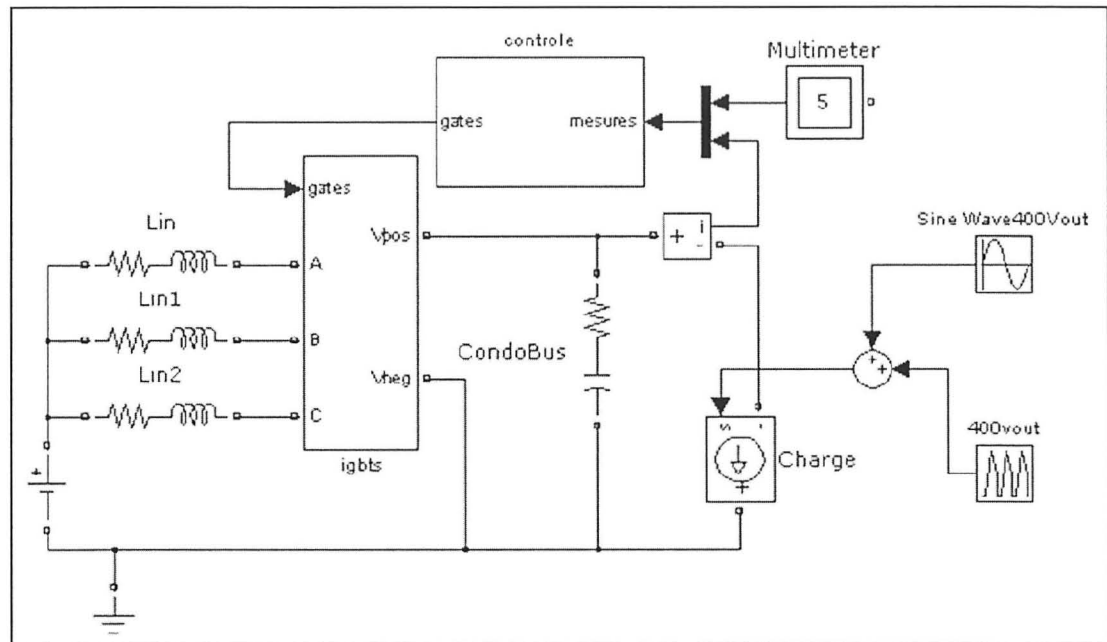 controle
Multimeter
5
gates
mesures
gates
Lin
Vpos
+
i
-
Sine Wave400Vout
A
Lin1
B
CondoBus
Lin2
Vneg
+
+
C
400vout
s
-
igbts
+
Charge
+